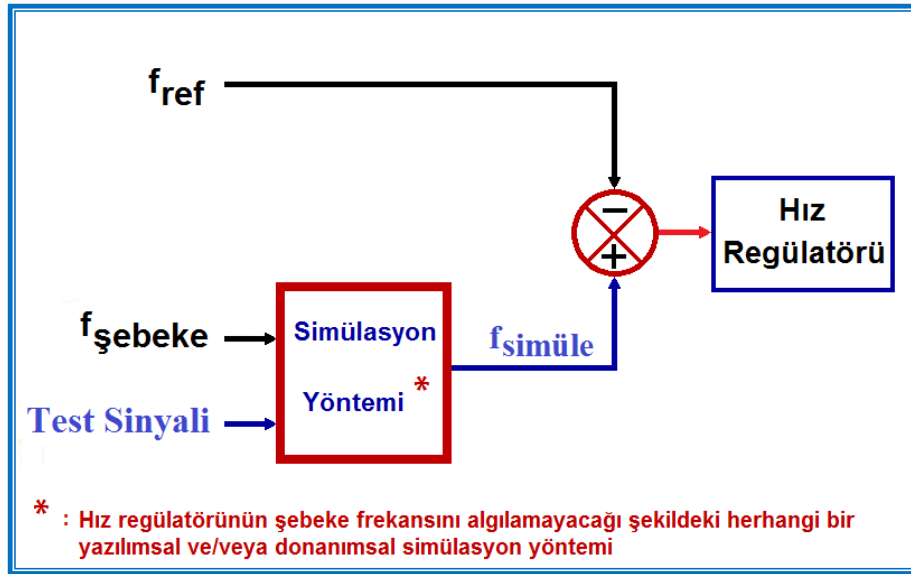 fref
−
+
Hız
Regülatörü
fşebeke
Test Sinyali
Simülasyon
Yöntemi *
fsimüle
* : Hız regülatörünün şebeke frekansını algılamayacağı şekildeki herhangi bir
yazılımsal ve/veya donanımsal simülasyon yöntemi